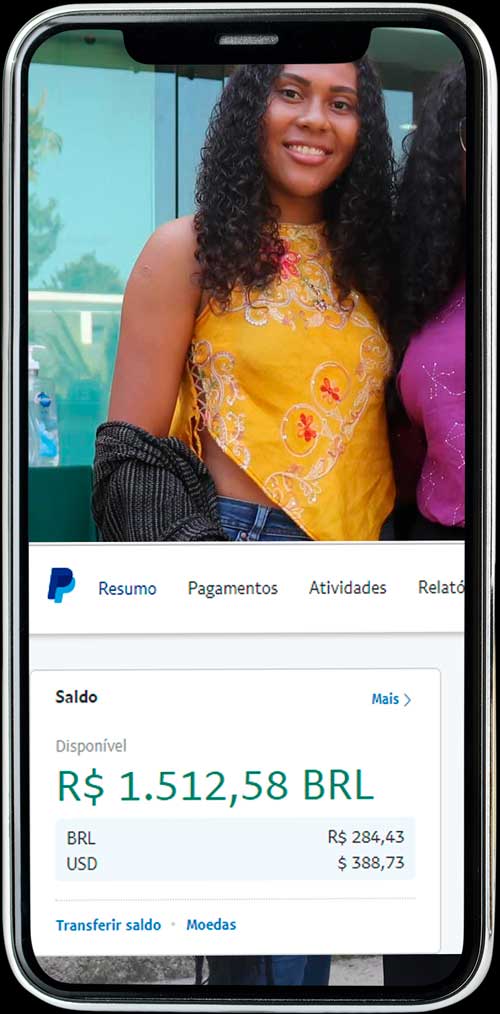 Resumo Pagamentos Atividades Relató
Saldo Mais
Disponível
R$ 1.512,58 BRL
BRL R$ 284,43
USD $ 388,73
Transferir saldo • Moedas